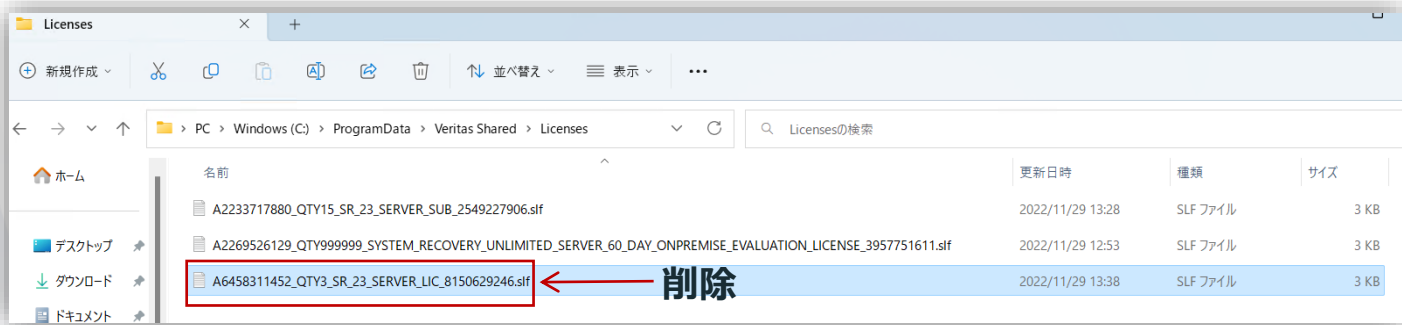 Licenses
新規作成
並べ替え
表示
PC > Windows (C:) > ProgramData > Veritas Shared > Licenses
Licensesの検索
ホーム
デスクトップ
ダウンロード
ドキュメント
名前 更新日時 種類 サイズ
A2233717880_QTY15_SR_23_SERVER_SUB_2549227906.slf 2022/11/29 13:28 SLF ファイル 3 KB
A2269526129_QTY999999_SYSTEM_RECOVERY_UNLIMITED_SERVER_60_DAY_ONPREMISE_EVALUATION_LICENSE_3957751611.slf 2022/11/29 12:53 SLF ファイル 3 KB
A6458311452_QTY3_SR_23_SERVER_LIC_8150629246.slf 削除 2022/11/29 13:38 SLF ファイル 3 KB